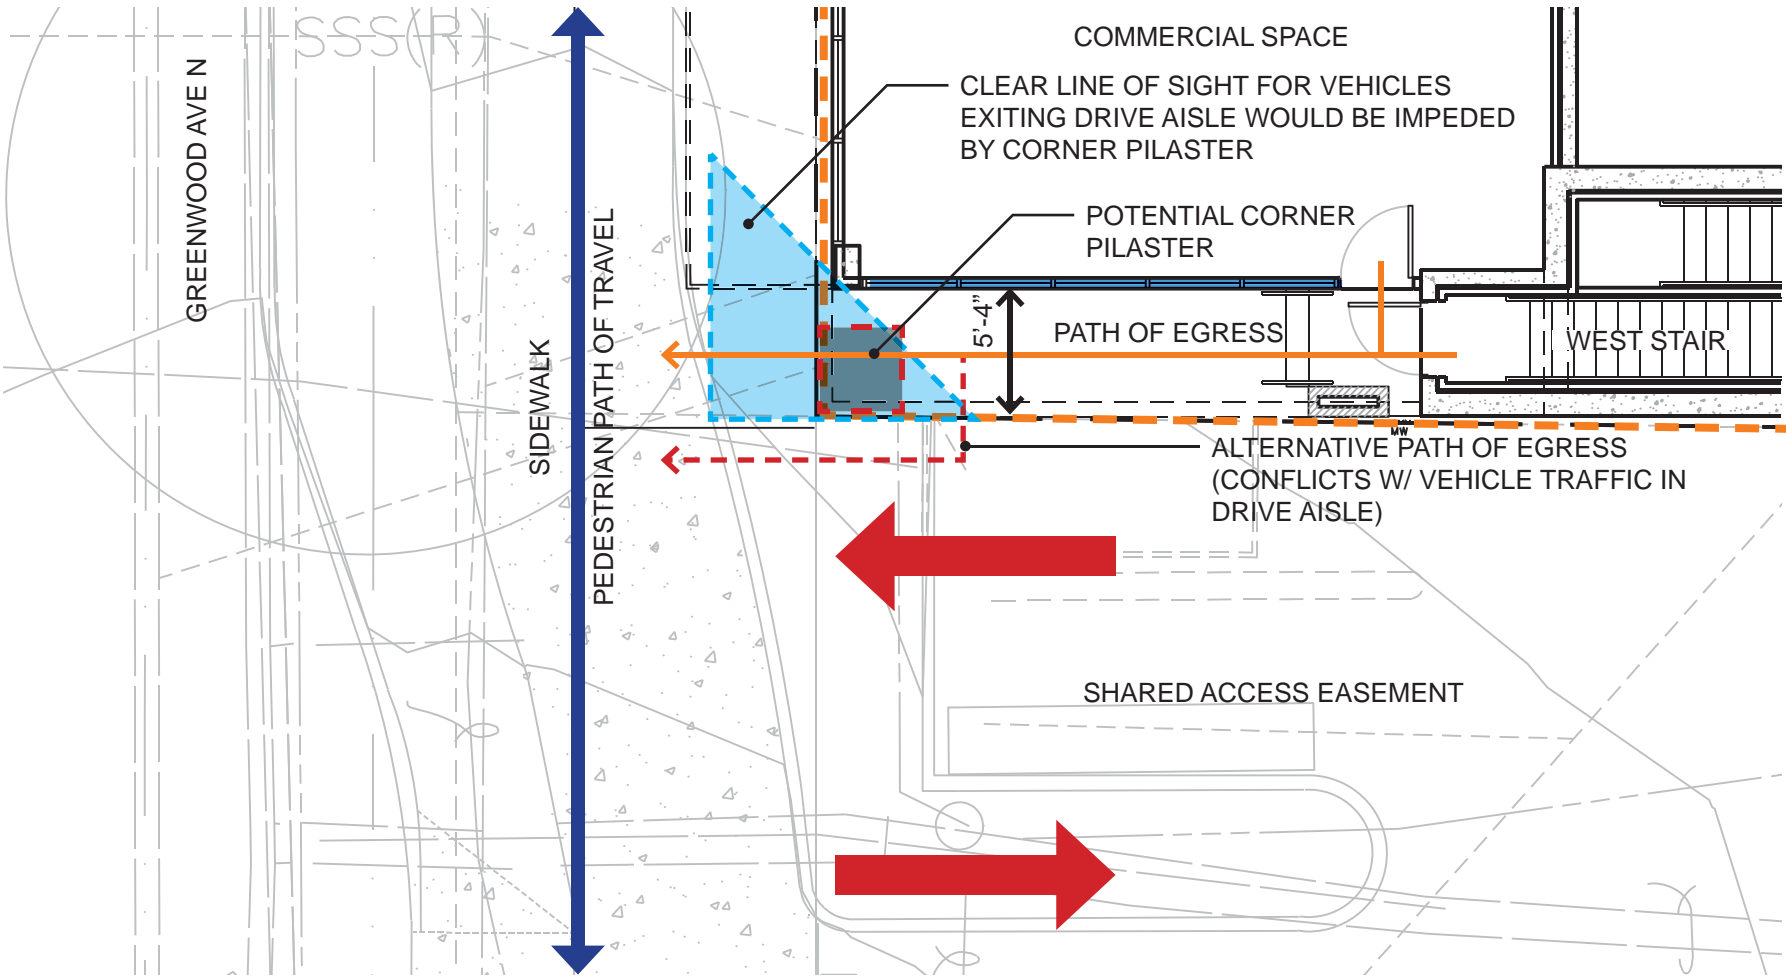 SSS(R)
GREENWOOD AVE N
COMMERCIAL SPACE
CLEAR LINE OF SIGHT FOR VEHICLES
EXITING DRIVE AISLE WOULD BE IMPEDED
BY CORNER PILASTER
POTENTIAL CORNER
PILASTER
PEDESTRIAN PATH OF TRAVEL
SIDEWALK
5'-4"
PATH OF EGRESS
WEST STAIR
MW
ALTERNATIVE PATH OF EGRESS
(CONFLICTS W/ VEHICLE TRAFFIC IN
DRIVE AISLE)
SHARED ACCESS EASEMENT